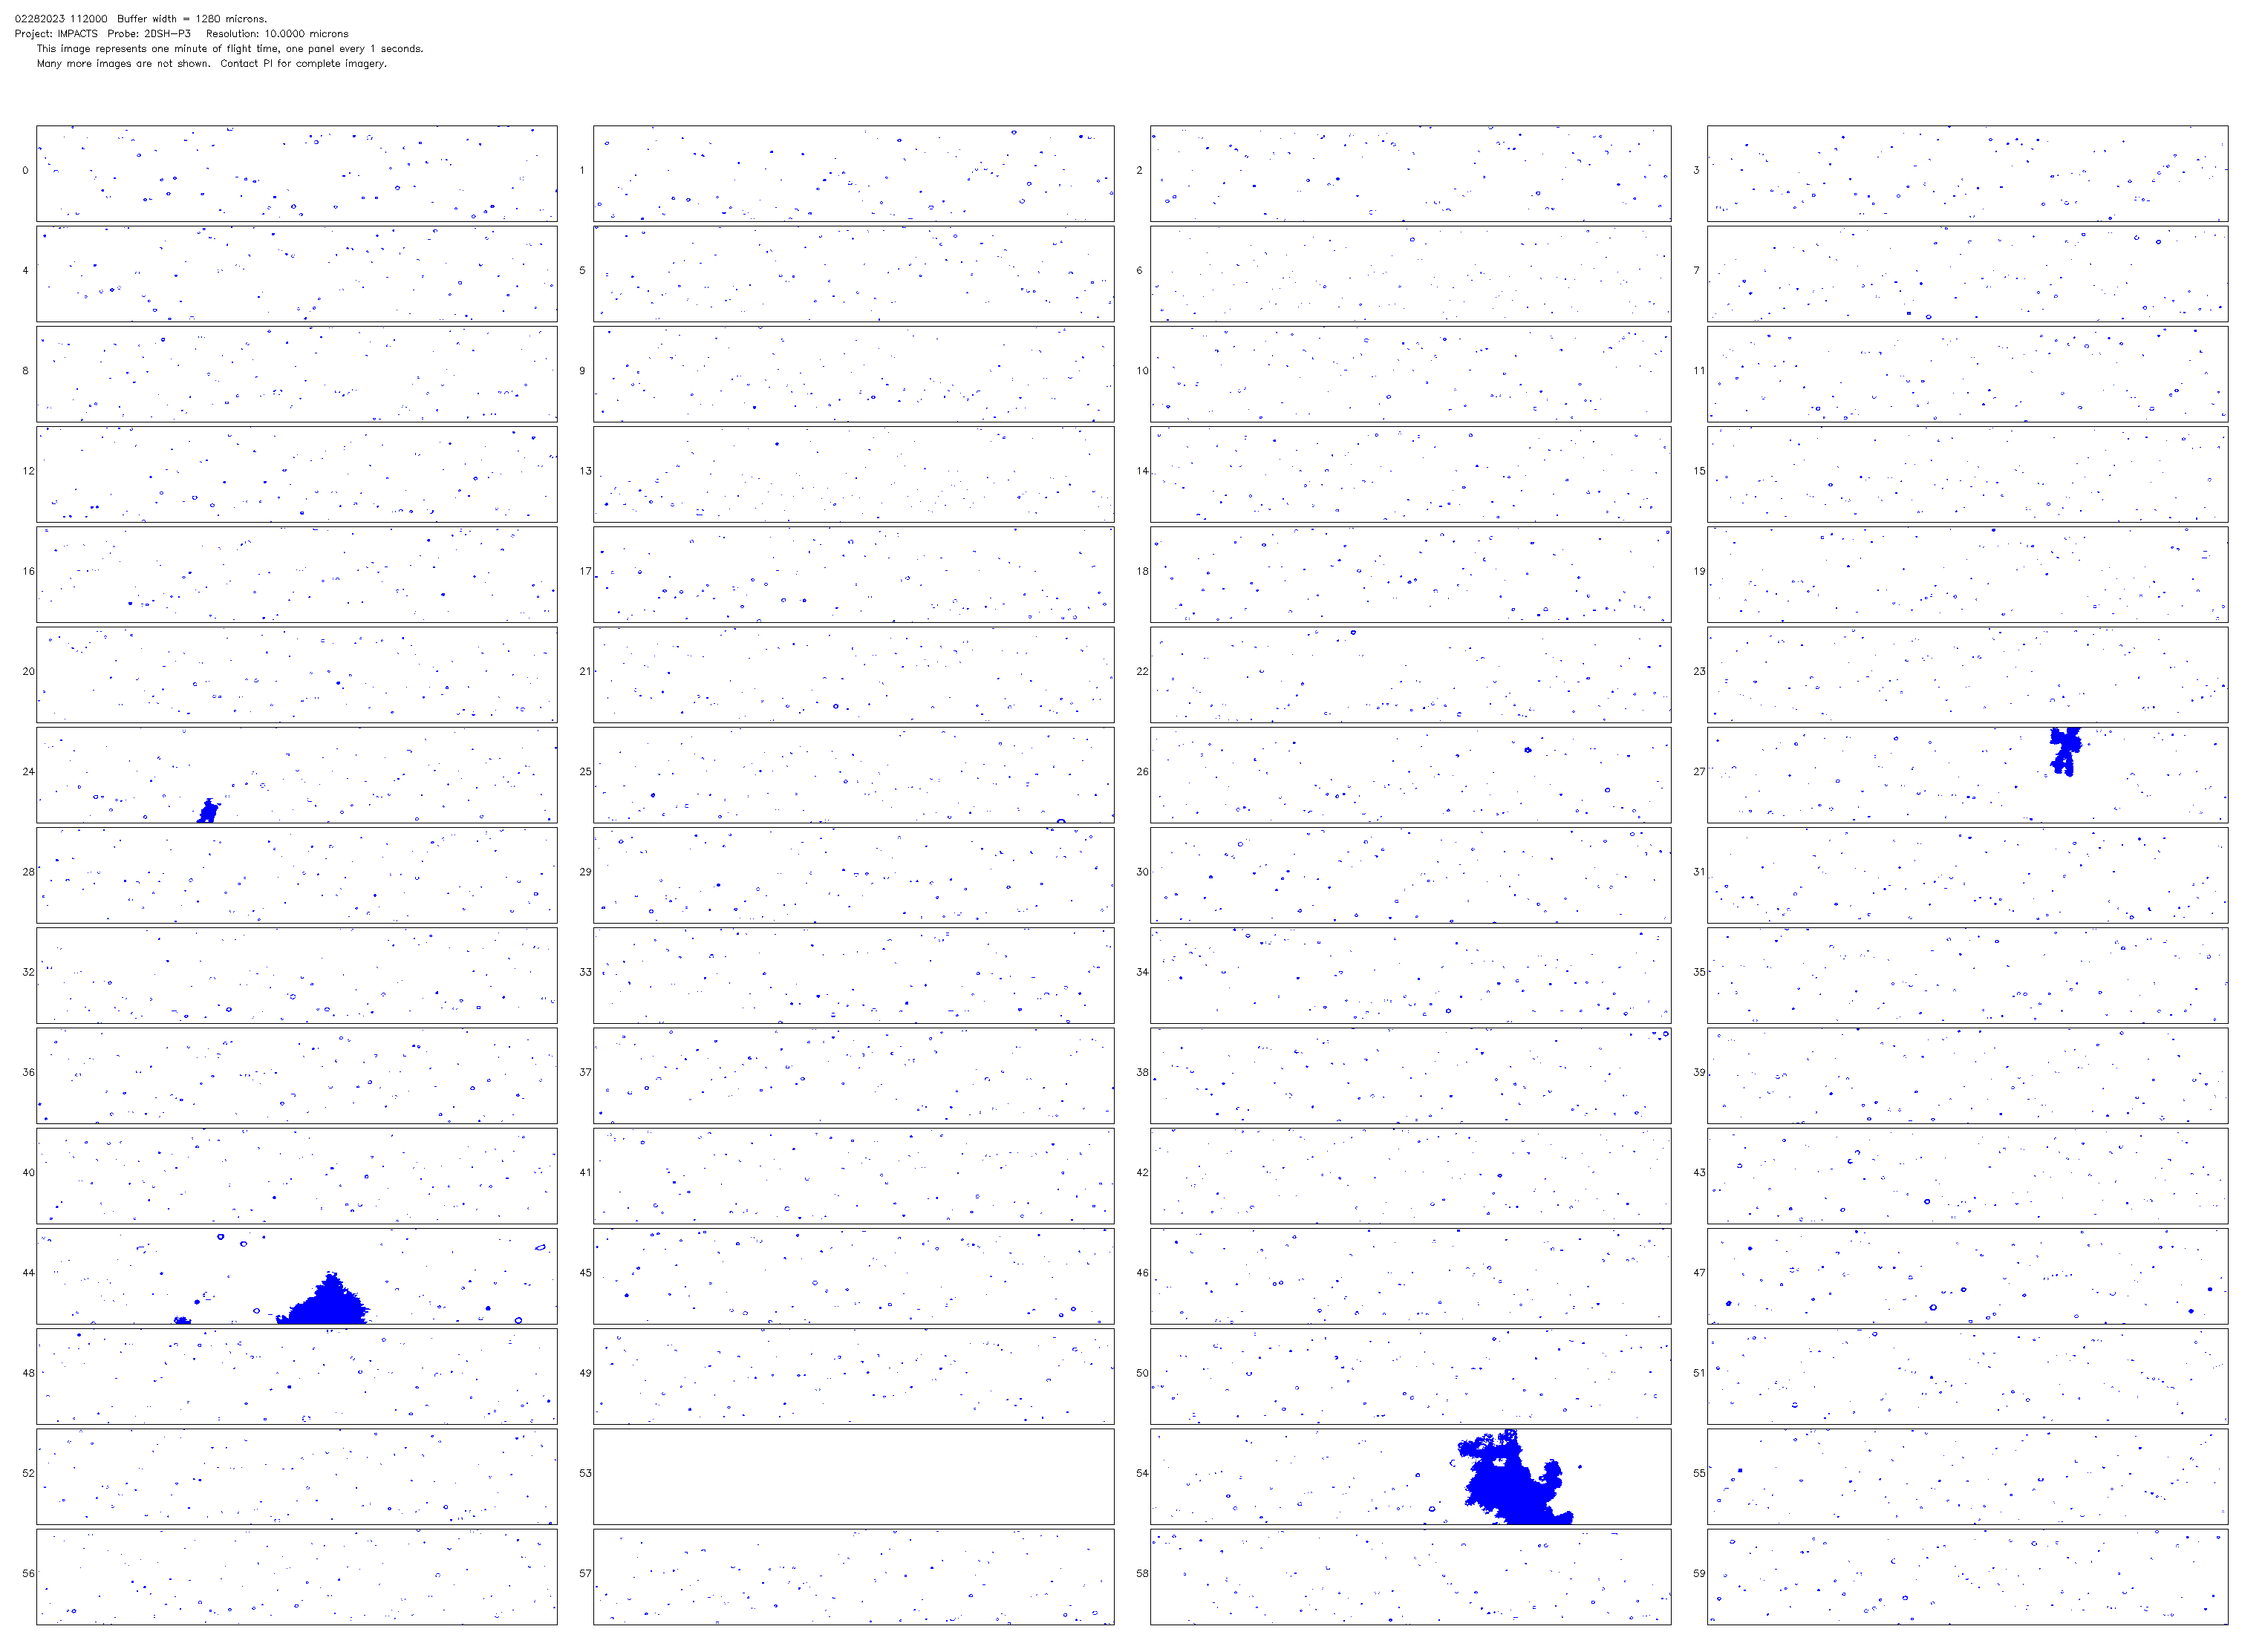 02282023 112000  Buffer width = 1280 microns.
Project: IMPACTS  Probe: 2DSH-P3   Resolution: 10.0000 microns
This image represents one minute of flight time, one panel every 1 seconds.
Many more images are not shown.  Contact PI for complete imagery.
0 1 2 3
4 5 6 7
8 9 10 11
12 13 14 15
16 17 18 19
20 21 22 23
24 25 26 27
28 29 30 31
32 33 34 35
36 37 38 39
40 41 42 43
44 45 46 47
48 49 50 51
52 53 54 55
56 57 58 59